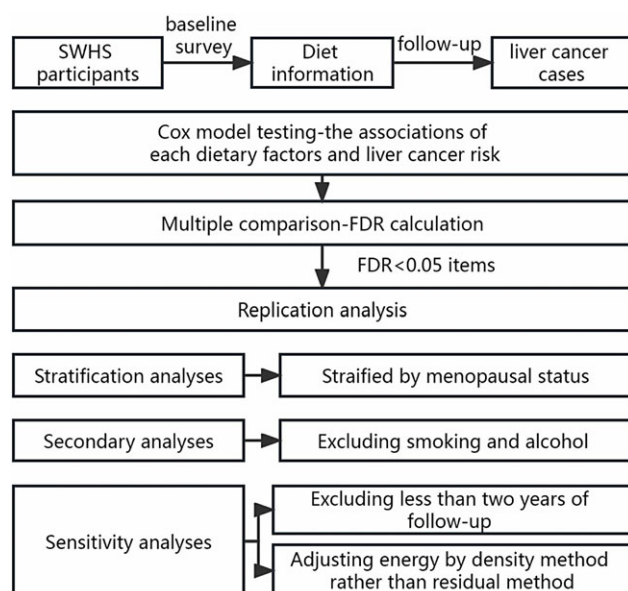 SWHS
participants
baseline
survey
Diet
information
follow-up
liver cancer
cases
Cox model testing-the associations of
each dietary factors and liver cancer risk
Multiple comparison-FDR calculation
FDR<0.05 items
Replication analysis
Stratification analyses
Straified by menopausal status
Secondary analyses
Excluding smoking and alcohol
Sensitivity analyses
Excluding less than two years of
follow-up
Adjusting energy by density method
rather than residual method